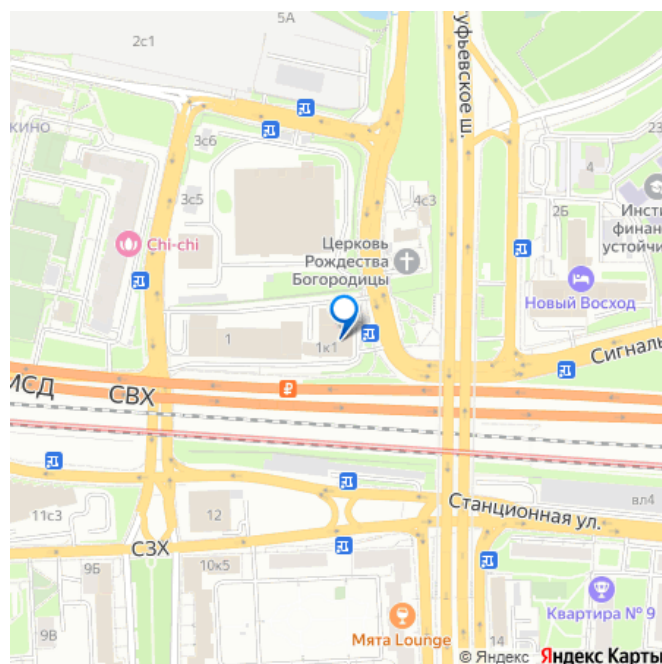 5А
2с1
уфьевское ш.
кино
3с6
23
4
3с5
4с3
2Б
Инсти
финан
устойчи
Chi-chi
Церковь
Рождества
Богородицы
Новый Восход
1
1к1
Сигналь
МСД
СВХ
₽
Станционная ул.
вл4
11с3
12
СЗХ
9Б
10к5
Квартира № 9
9В
Мята Lounge
14
© Яндекс Яндекс Карты